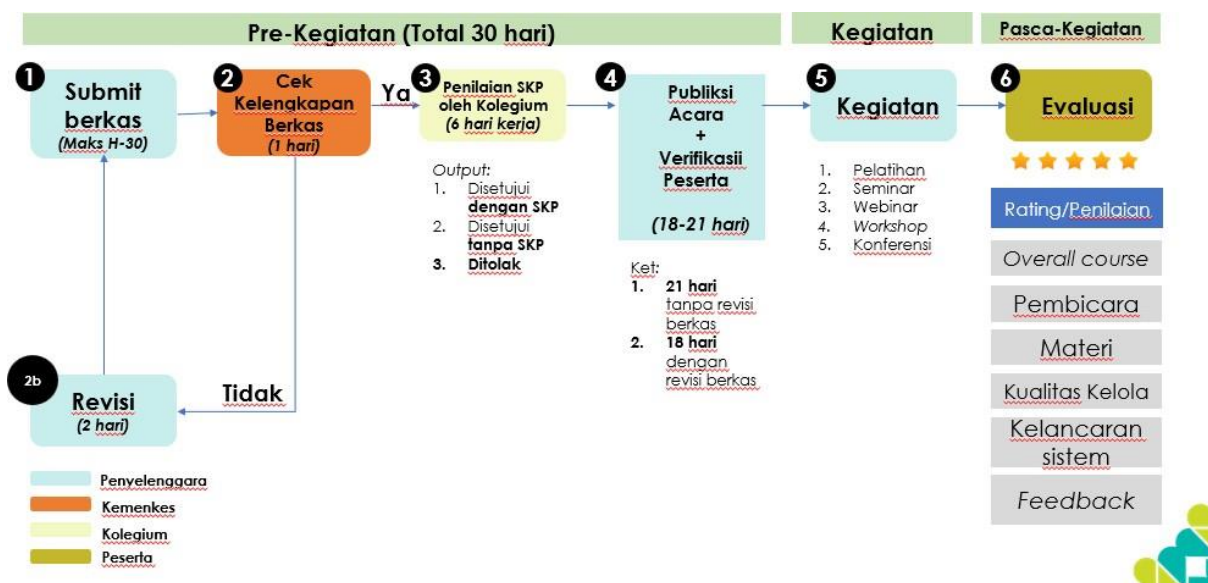 Pre-Kegiatan (Total 30 hari)
Kegiatan
Pasca-Kegiatan
1
Submit
berkas
(Maks H-30)
2
Cek
Kelengkapan
Berkas
(1 hari)
Ya
3
Penilaian SKP
oleh Kolegium
(6 hari kerja)
Output:
1. Disetujui
dengan SKP
2. Disetujui
tanpa SKP
3. Ditolak
4
Publiksi
Acara
+
Verifikasii
Peserta
(18-21 hari)
Ket:
1. 21 hari
tanpa revisi
berkas
2. 18 hari
dengan
revisi berkas
5
Kegiatan
1. Pelatihan
2. Seminar
3. Webinar
4. Workshop
5. Konferensi
6
Evaluasi
Rating/Penilaian
Overall course
Pembicara
Materi
Kualitas Kelola
Kelancaran
sistem
Feedback
2b
Revisi
(2 hari)
Tidak
Penyelenggara
Kemenkes
Kolegium
Peserta